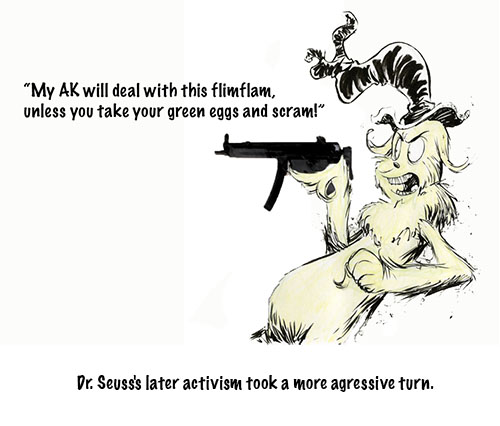 “My AK will deal with this flimflam,
unless you take your green eggs and scram!”
Dr. Seuss's later activism took a more agressive turn.